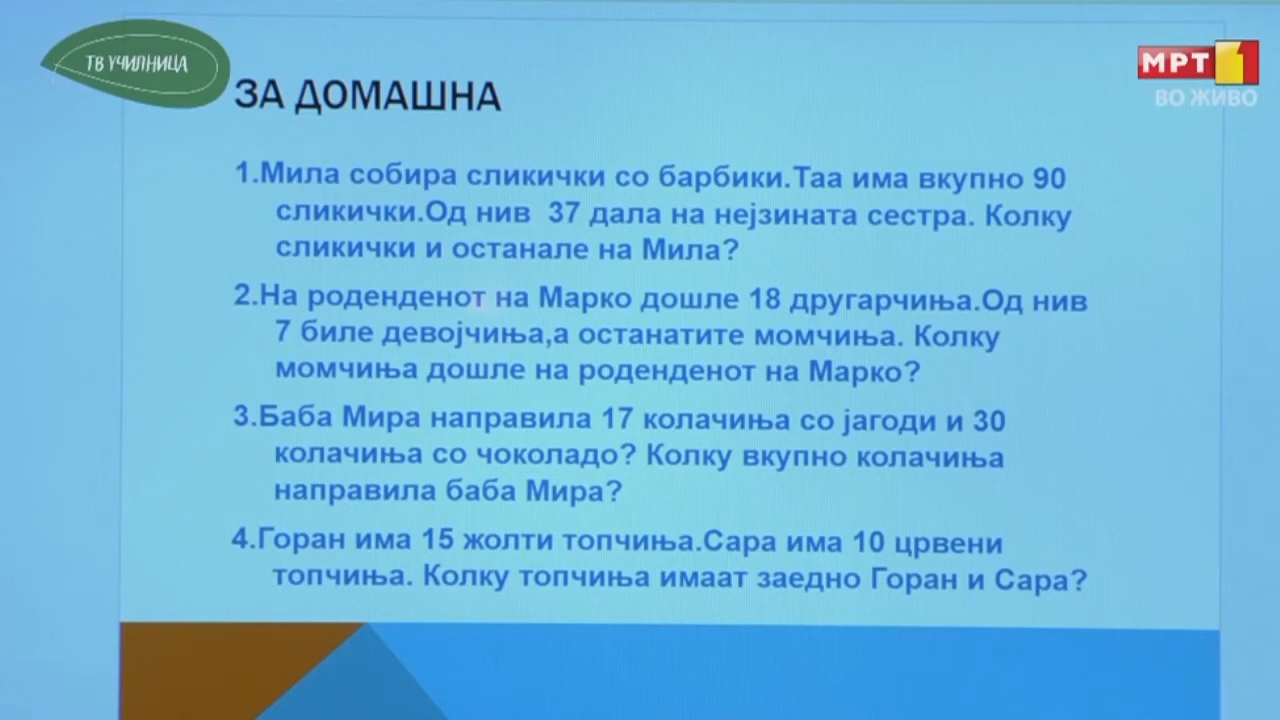 ТВ УЧИЛНИЦА
МРТ 1
ВО ЖИВО
ЗА ДОМАШНА
1.Мила собира сликички со барбики.Таа има вкупно 90
сликички.Од нив 37 дала на нејзината сестра. Колку
сликички и останале на Мила?
2.На роденденот на Марко дошле 18 другарчиња.Од нив
7 биле девојчиња,а останатите момчиња. Колку
момчиња дошле на роденденот на Марко?
3.Баба Мира направила 17 колачиња со јагоди и 30
колачиња со чоколадо? Колку вкупно колачиња
направила баба Мира?
4.Горан има 15 жолти топчиња.Сара има 10 црвени
топчиња. Колку топчиња имаат заедно Горан и Сара?